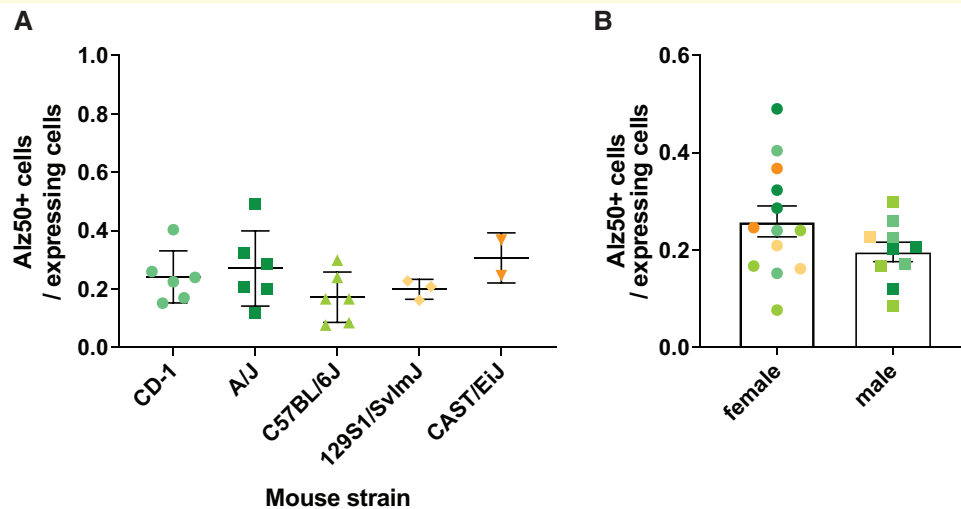 A
Alz50+ cells
/ expressing cells
1.0
0.8
0.6
0.4
0.2
0.0
CD-1
A/J
C57BL/6J
129S1/SvImJ
CAST/EiJ
Mouse strain
B
Alz50+ cells
/ expressing cells
0.6
0.4
0.2
0.0
female
male